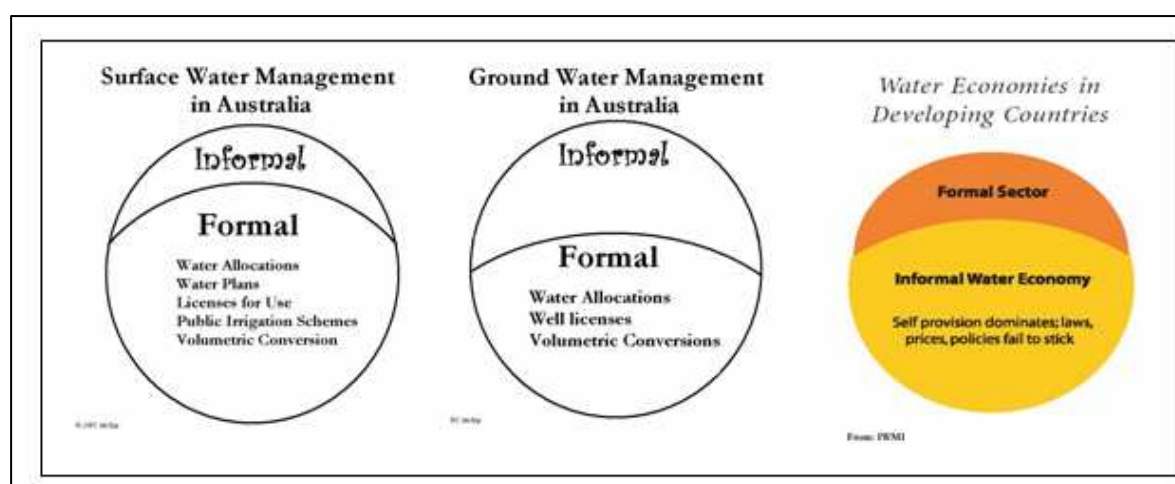 Surface Water Management
in Australia
Informal
Formal
Water Allocations
Water Plans
Licenses for Use
Public Irrigation Schemes
Volumetric Conversion
Ground Water Management
in Australia
Informal
Formal
Water Allocations
Well licenses
Volumetric Conversions
Water Economies in
Developing Countries
Formal Sector
Informal Water Economy
Self provision dominates; laws,
prices, policies fail to stick
From: IWMI